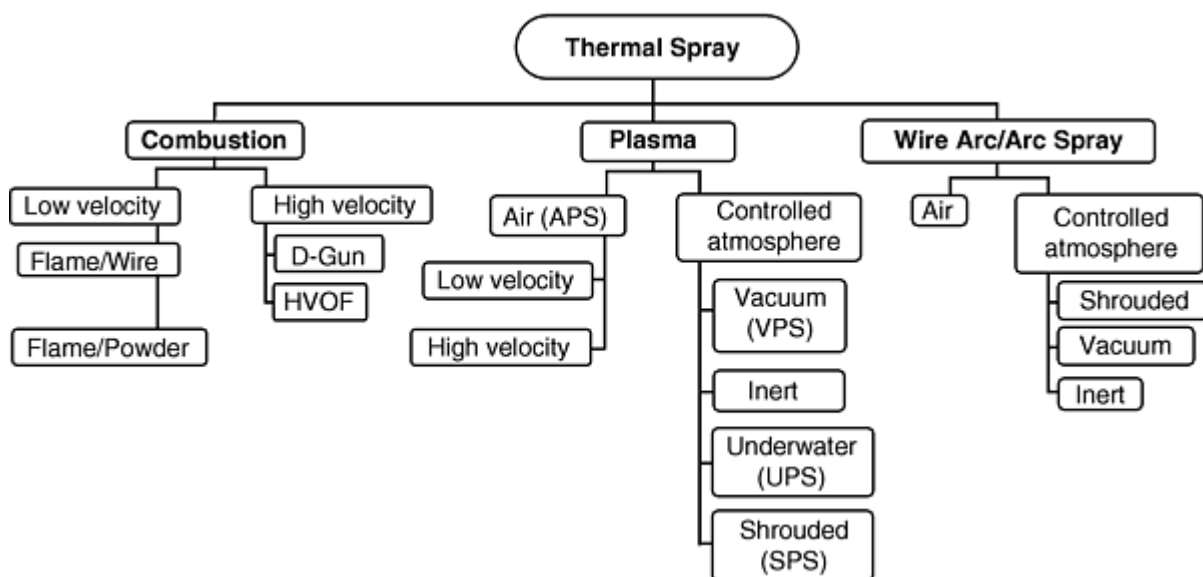 Thermal Spray
Combustion
Low velocity
Flame/Wire
Flame/Powder
High velocity
D-Gun
HVOF
Plasma
Air (APS)
Low velocity
High velocity
Controlled
atmosphere
Vacuum
(VPS)
Inert
Underwater
(UPS)
Shrouded
(SPS)
Wire Arc/Arc Spray
Air
Controlled
atmosphere
Shrouded
Vacuum
Inert